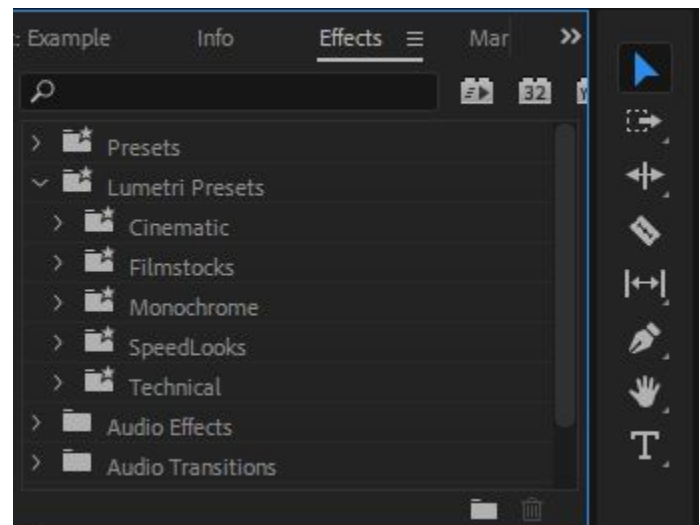 : Example Info Effects Mar
32 Y
Presets
Lumetri Presets
Cinematic
Filmstocks
Monochrome
SpeedLooks
Technical
Audio Effects
Audio Transitions
T